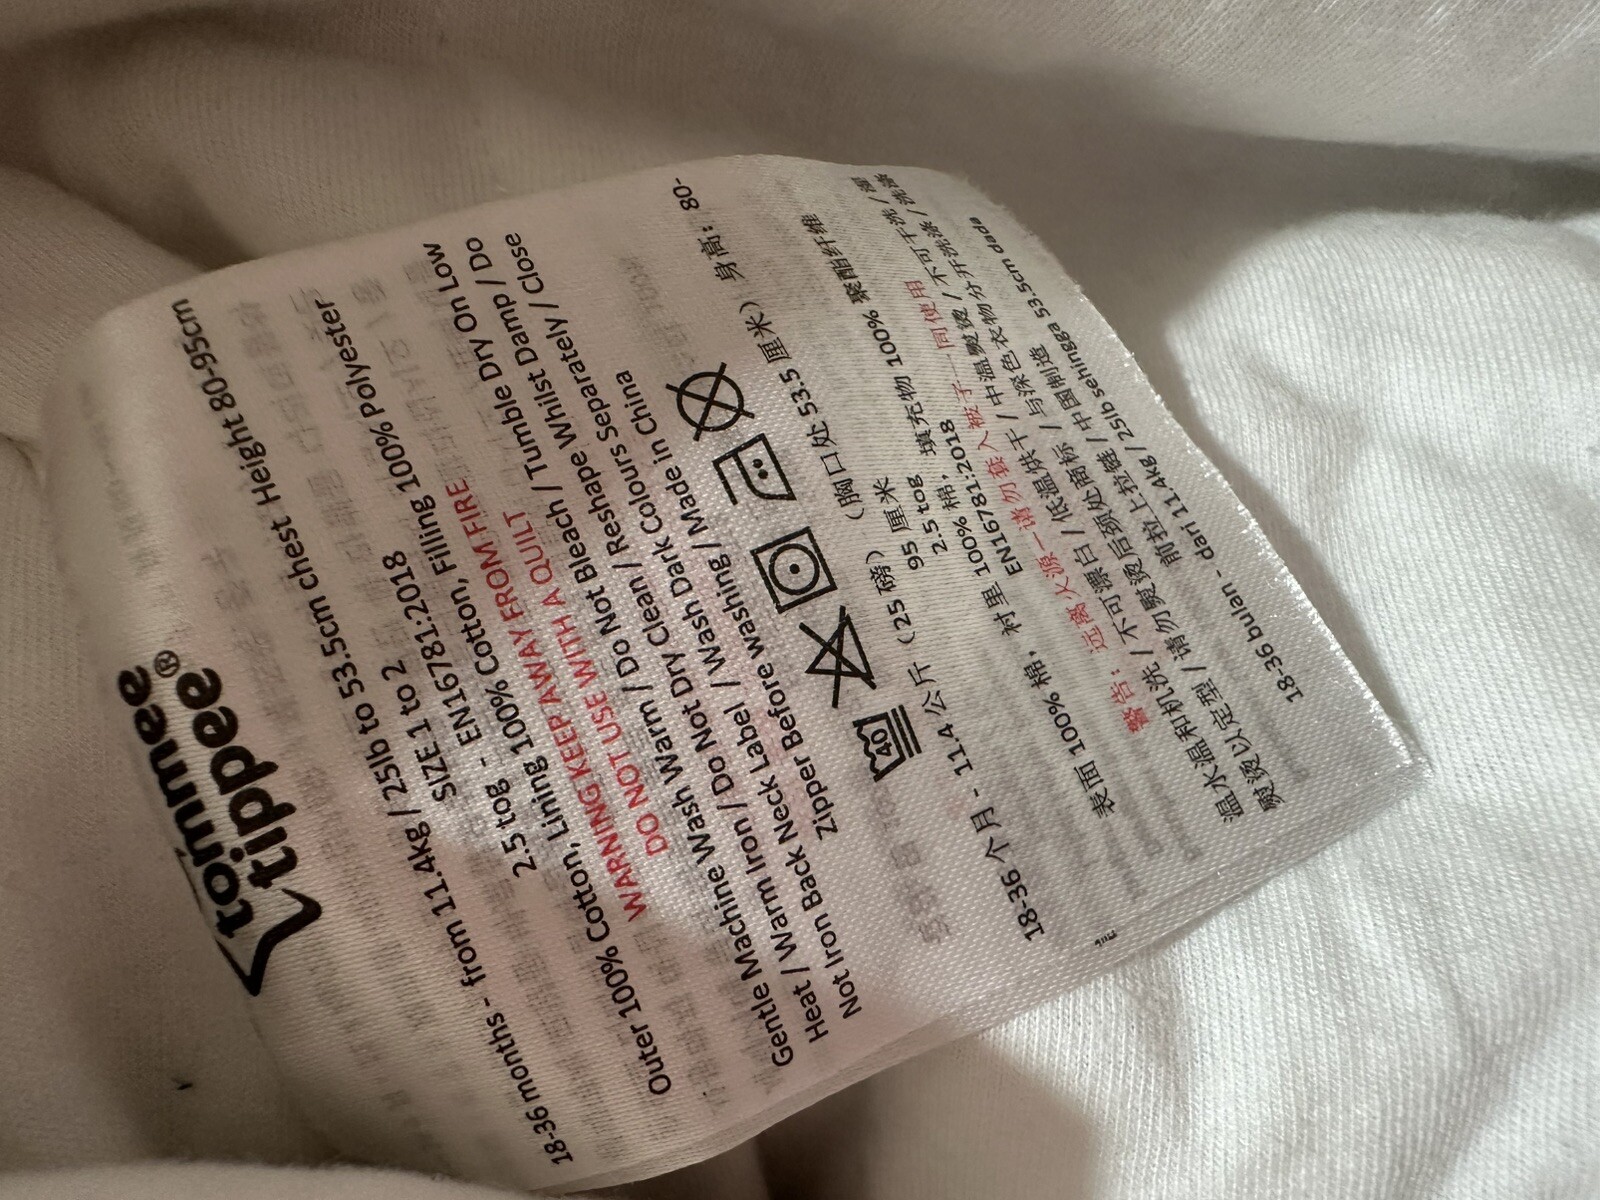 tommee
tippee®
18-36 months - from 11.4kg / 25lb to 53.5cm chest Height 80-95cm
SIZE 1 to 2
2.5 tog - EN16781:2018
Outer 100% Cotton, Lining 100% Cotton, Filling 100% Polyester
WARNING KEEP AWAY FROM FIRE
DO NOT USE WITH A QUILT
Gentle Machine Wash Warm / Do Not Bleach / Tumble Dry On Low
Heat / Warm Iron / Do Not Dry Clean / Reshape Whilst Damp / Do
Not Iron Back Neck Label / Wash Dark Colours Separately / Close
Zipper Before washing / Made in China
40
18-36 个月 - 11.4 公斤（25 磅）（胸口处 53.5 厘米）身高：80-
95 厘米
2.5 tog
表面 100% 棉，衬里 100% 棉，填充物 100% 聚酯纤维
EN16781:2018
警告：远离火源 – 请勿套入被子一同使用
温水温和机洗 / 不可漂白 / 低温烘干 / 中温熨烫 / 不可干洗 / 湿
熨烫以定型 / 请勿熨烫后颈处商标 / 与深色衣物分开洗涤 / 洗涤
前拉上拉链 / 中国制造
18-36 bulan - dari 11.4kg / 25lb sehingga 53.5cm dada